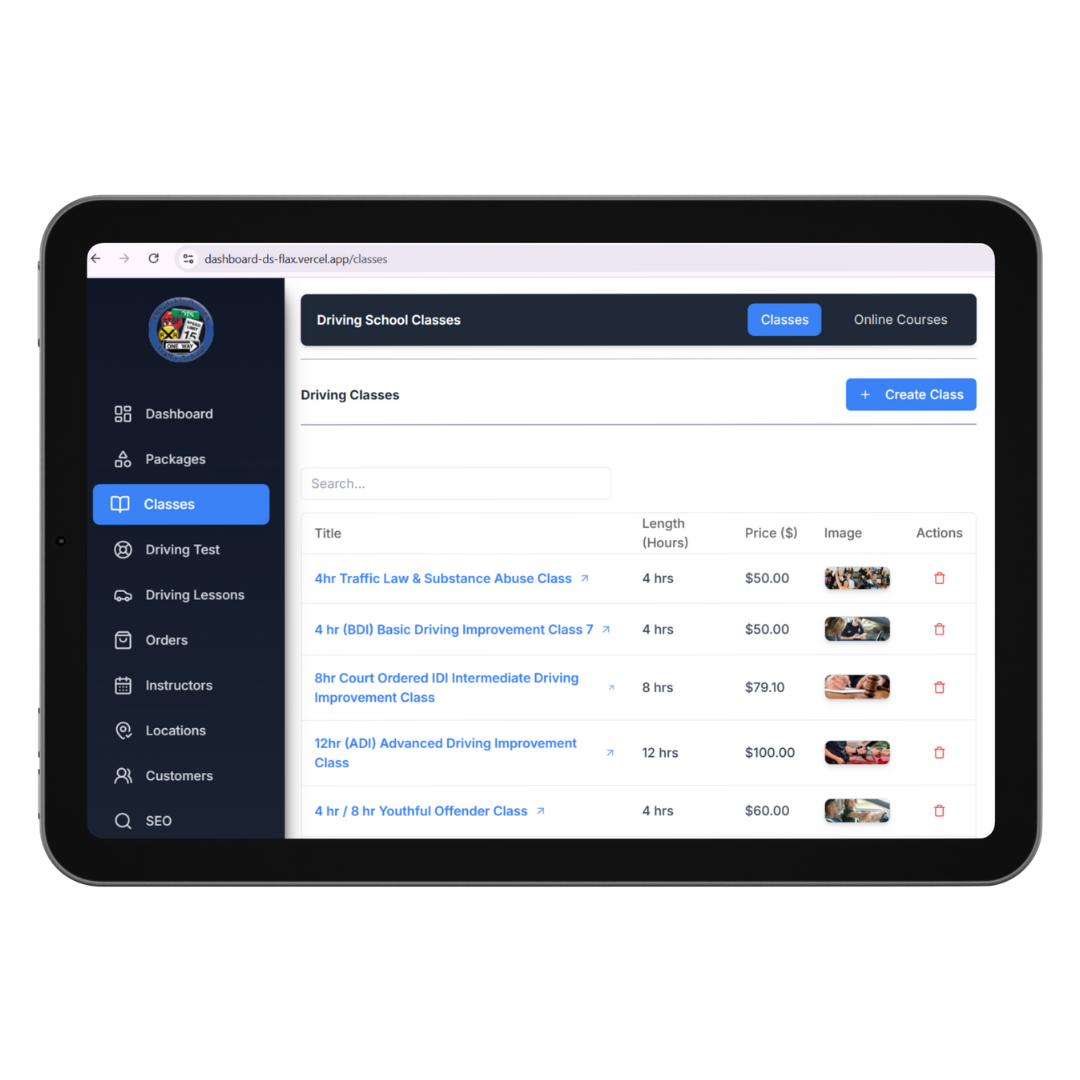 dashboard-ds-flax.vercel.app/classes
ONE WAY
Dashboard
Packages
Classes
Driving Test
Driving Lessons
Orders
Instructors
Locations
Customers
SEO
Driving School Classes
Classes
Online Courses
Driving Classes
+ Create Class
Search...
Title
Length
(Hours)
Price ($)
Image
Actions
4hr Traffic Law & Substance Abuse Class
4 hrs
$50.00
4 hr (BDI) Basic Driving Improvement Class 7
4 hrs
$50.00
8hr Court Ordered IDI Intermediate Driving
Improvement Class
8 hrs
$79.10
12hr (ADI) Advanced Driving Improvement
Class
12 hrs
$100.00
4 hr / 8 hr Youthful Offender Class
4 hrs
$60.00